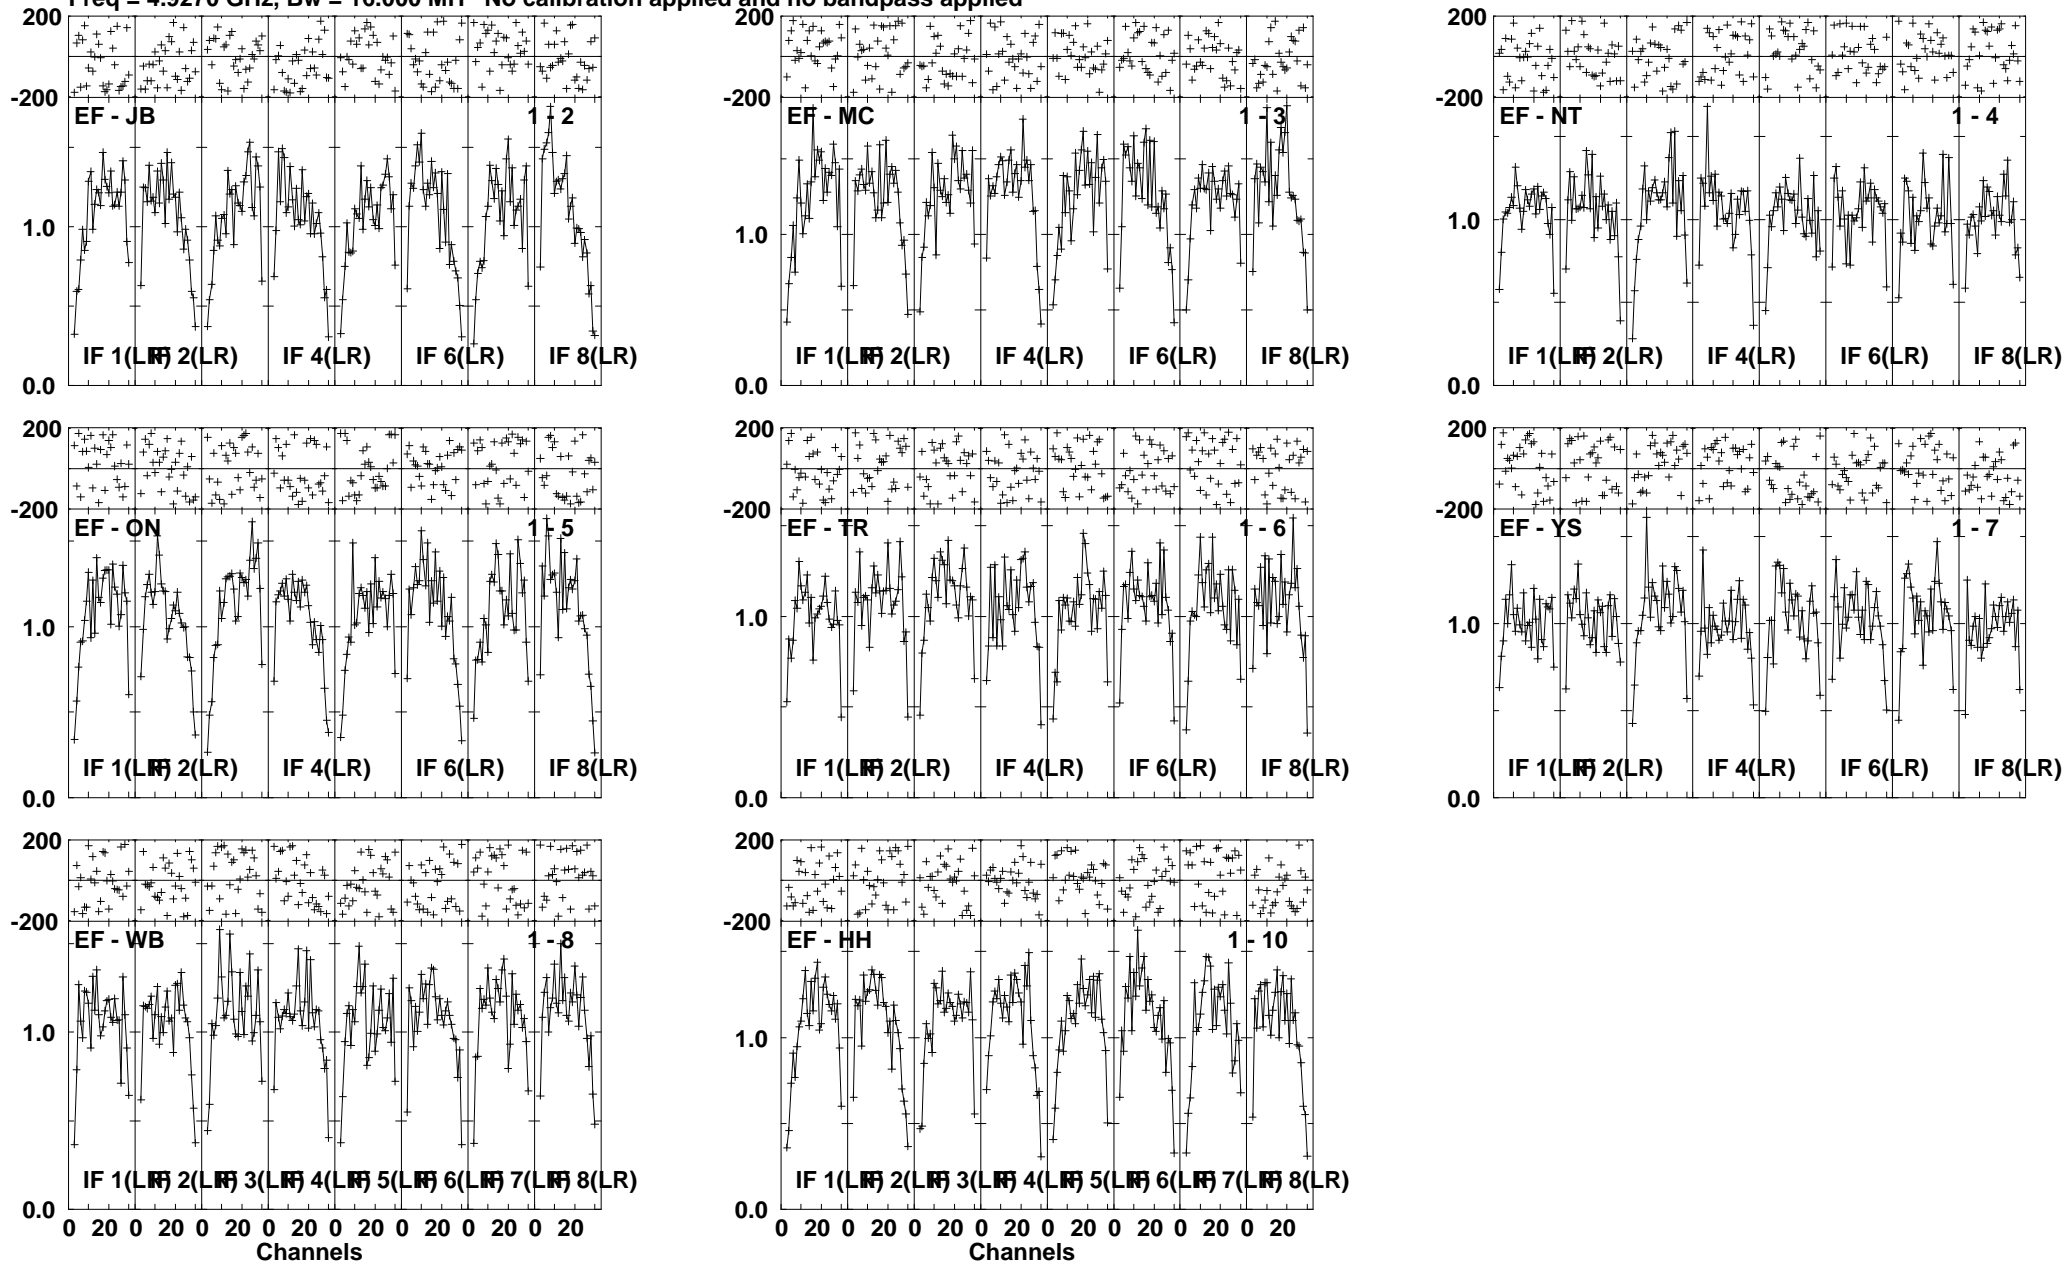 Freq = 4.9276 GHz, Bw = 16.000 MH No calibration applied and no bandpass applied
200 200 200
-200 -200 -200
EF - JB 1 - 2 EF - MC 1 - 3 EF - NT 1 - 4
1.0 1.0 1.0
IF 1(LR) IF 2(LR) IF 4(LR) IF 6(LR) IF 8(LR) IF 1(LR) IF 2(LR) IF 4(LR) IF 6(LR) IF 8(LR) IF 1(LR) IF 2(LR) IF 4(LR) IF 6(LR) IF 8(LR)
0.0 0.0 0.0
200 200 200
-200 -200 -200
EF - ON 1 - 5 EF - TR 1 - 6 EF - YS 1 - 7
1.0 1.0 1.0
IF 1(LR) IF 2(LR) IF 4(LR) IF 6(LR) IF 8(LR) IF 1(LR) IF 2(LR) IF 4(LR) IF 6(LR) IF 8(LR) IF 1(LR) IF 2(LR) IF 4(LR) IF 6(LR) IF 8(LR)
0.0 0.0 0.0
200 200
-200 -200
EF - WB 1 - 8 EF - HH 1 - 10
1.0 1.0
IF 1(LR) IF 2(LR) IF 3(LR) IF 4(LR) IF 5(LR) IF 6(LR) IF 7(LR) IF 8(LR) IF 1(LR) IF 2(LR) IF 3(LR) IF 4(LR) IF 5(LR) IF 6(LR) IF 7(LR) IF 8(LR)
0.0 0.0
0 20 0 20 0 20 0 20 0 20 0 20 0 20 0 20 0 20 0 20 0 20 0 20 0 20 0 20 0 20 0 20
Channels Channels